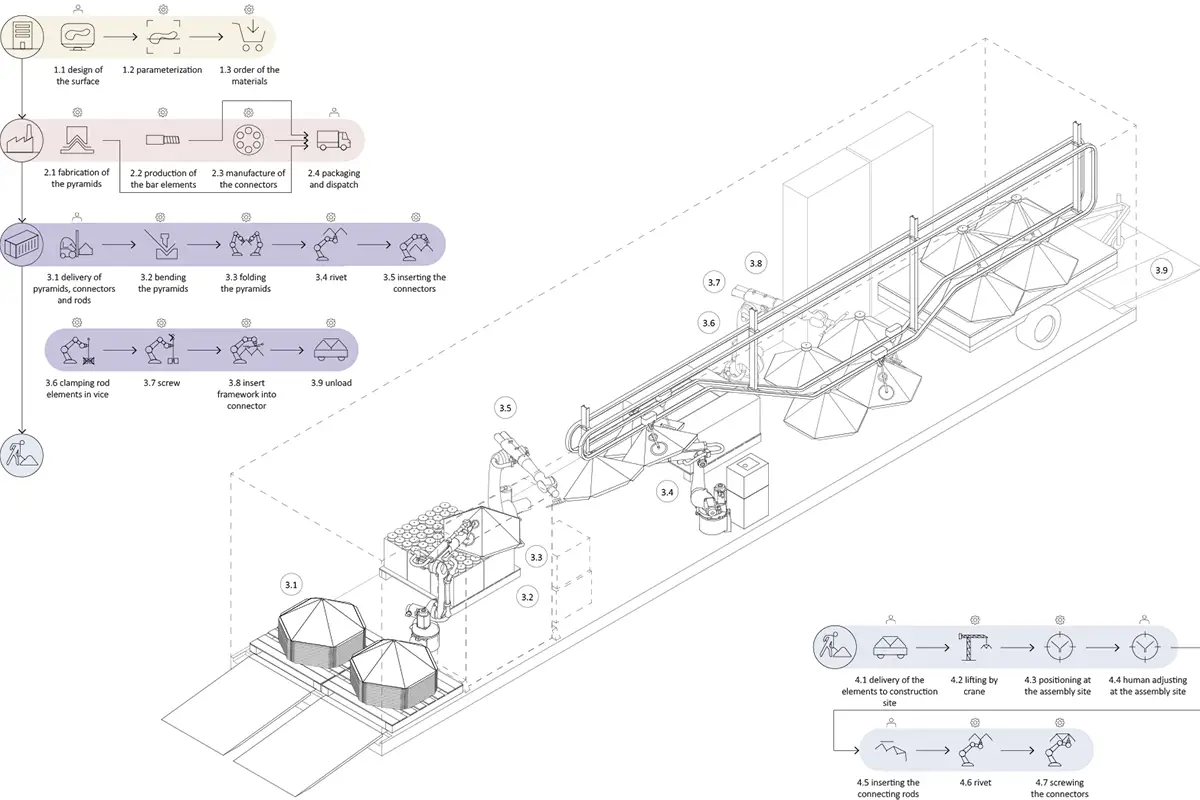 1.1 design of
the surface
1.2 parameterization
1.3 order of the
materials
2.1 fabrication of
the pyramids
2.2 production of
the bar elements
2.3 manufacture of
the connectors
2.4 packaging
and dispatch
3.1 delivery of
pyramids, connectors
and rods
3.2 bending
the pyramids
3.3 folding
the pyramids
3.4 rivet
3.5 inserting the
connectors
3.6 clamping rod
elements in vice
3.7 screw
3.8 insert
framework into
connector
3.9 unload
3.8
3.7
3.9
3.6
3.5
3.4
3.3
3.1
3.2
4.1 delivery of the
elements to construction
site
4.2 lifting by
crane
4.3 positioning at
the assembly site
4.4 human adjusting
at the assembly site
4.5 inserting the
connecting rods
4.6 rivet
4.7 screwing
the connectors